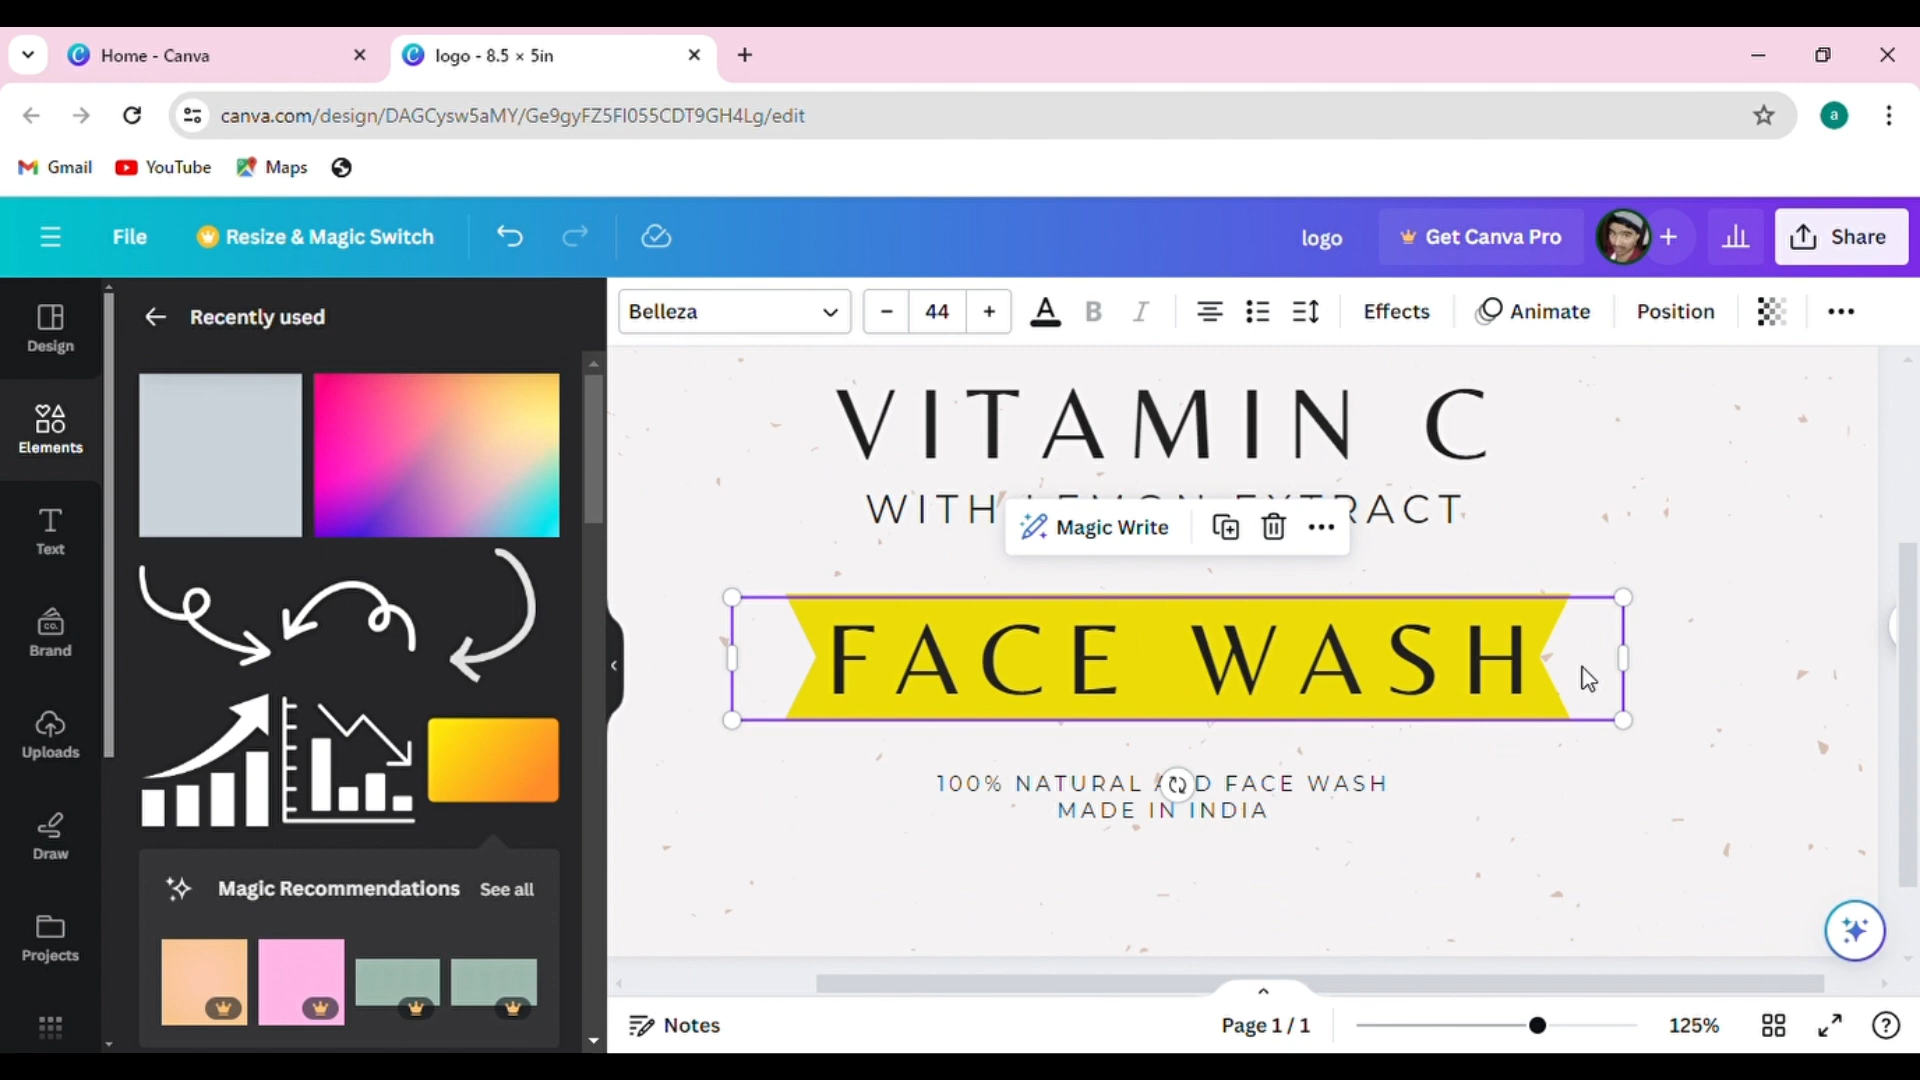 Home - Canva
logo - 8.5 × 5in
canva.com/design/DAGCysw5aMY/Ge9gyFZ5FI055CDT9GH4Lg/edit
a
Gmail
YouTube
Maps
File
Resize & Magic Switch
logo
Get Canva Pro
Share
Design
Elements
Text
Brand
Uploads
Draw
Projects
Recently used
Magic Recommendations
See all
Belleza
44
Effects
Animate
Position
VITAMIN C
WITH LEMON EXTRACT
Magic Write
FACE WASH
100% NATURAL FACE WASH
MADE IN INDIA
Notes
Page 1 / 1
125%